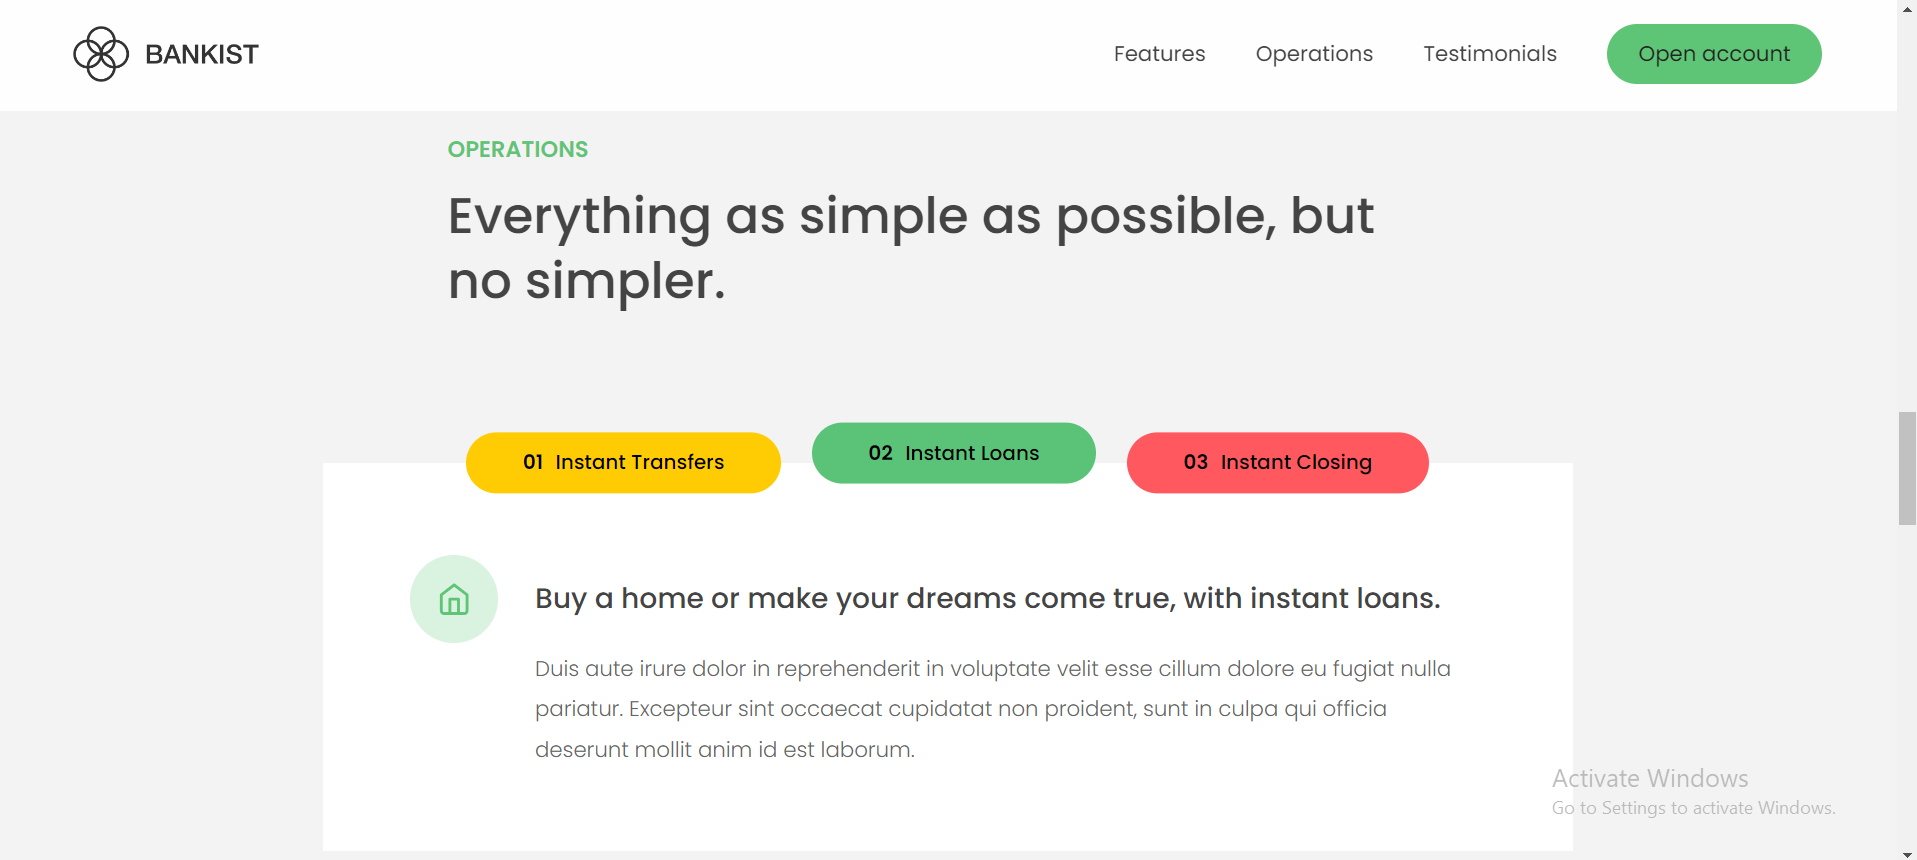 BANKIST
Features
Operations
Testimonials
Open account
OPERATIONS
Everything as simple as possible, but
no simpler.
01 Instant Transfers
02 Instant Loans
03 Instant Closing
Buy a home or make your dreams come true, with instant loans.
Duis aute irure dolor in reprehenderit in voluptate velit esse cillum dolore eu fugiat nulla
pariatur. Excepteur sint occaecat cupidatat non proident, sunt in culpa qui officia
deserunt mollit anim id est laborum.
Activate Windows
Go to Settings to activate Windows.